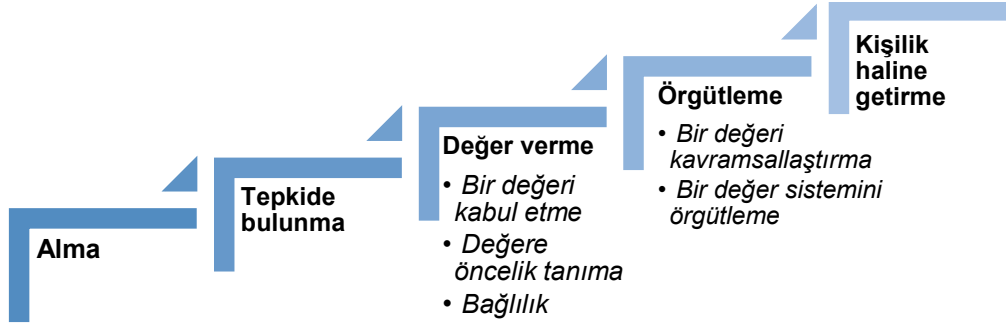 Alma
Tepkide
bulunma
Değer verme
• Bir değeri
kabul etme
• Değere
öncelik tanıma
• Bağlılık
Örgütleme
• Bir değeri
kavramsallaştırma
• Bir değer sistemini
örgütleme
Kişilik
haline
getirme